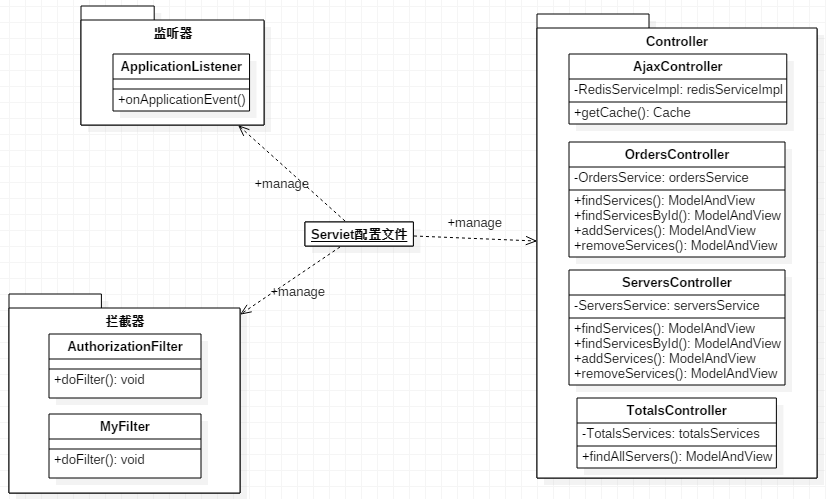 监听器
ApplicationListener
+onApplicationEvent()
+manage
Serviet配置文件
+manage
+manage
拦截器
AuthorizationFilter
+doFilter(): void
MyFilter
+doFilter(): void
Controller
AjaxController
-RedisServiceImpl: redisServiceImpl
+getCache(): Cache
OrdersController
-OrdersService: ordersService
+findServices(): ModelAndView
+findServicesById(): ModelAndView
+addServices(): ModelAndView
+removeServices(): ModelAndView
ServersController
-ServersService: serversService
+findServices(): ModelAndView
+findServicesById(): ModelAndView
+addServices(): ModelAndView
+removeServices(): ModelAndView
TotalsController
-TotalsServices: totalsServices
+findAllServers(): ModelAndView